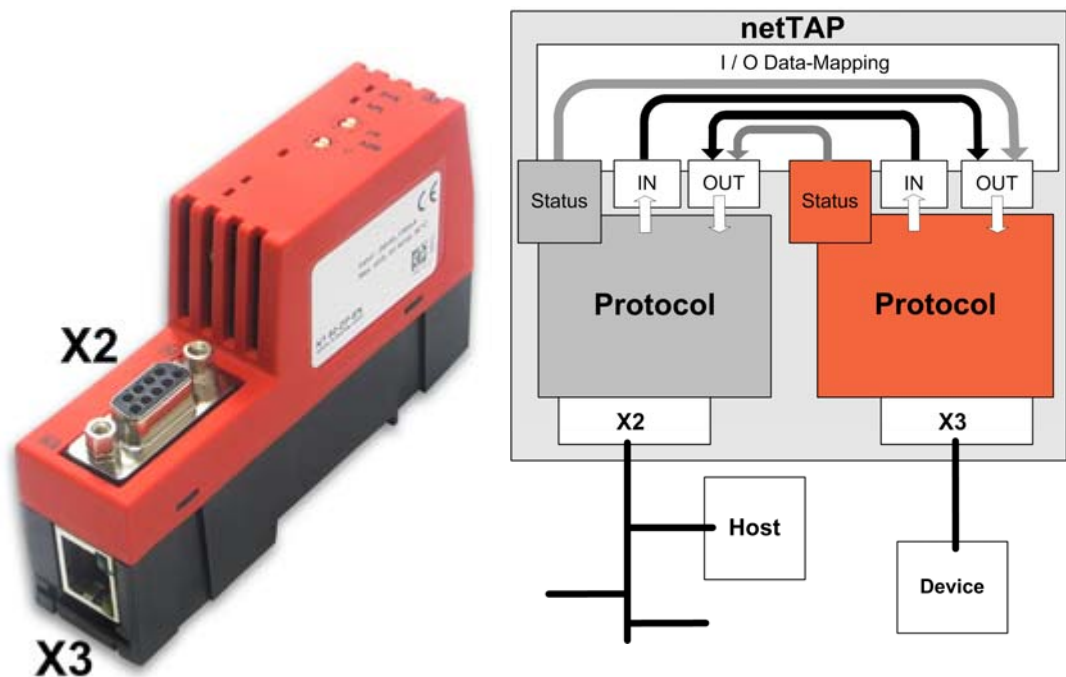 X2
X3
netTAP
I / O Data-Mapping
Status
IN
OUT
Status
IN
OUT
Protocol
Protocol
X2
X3
Host
Device